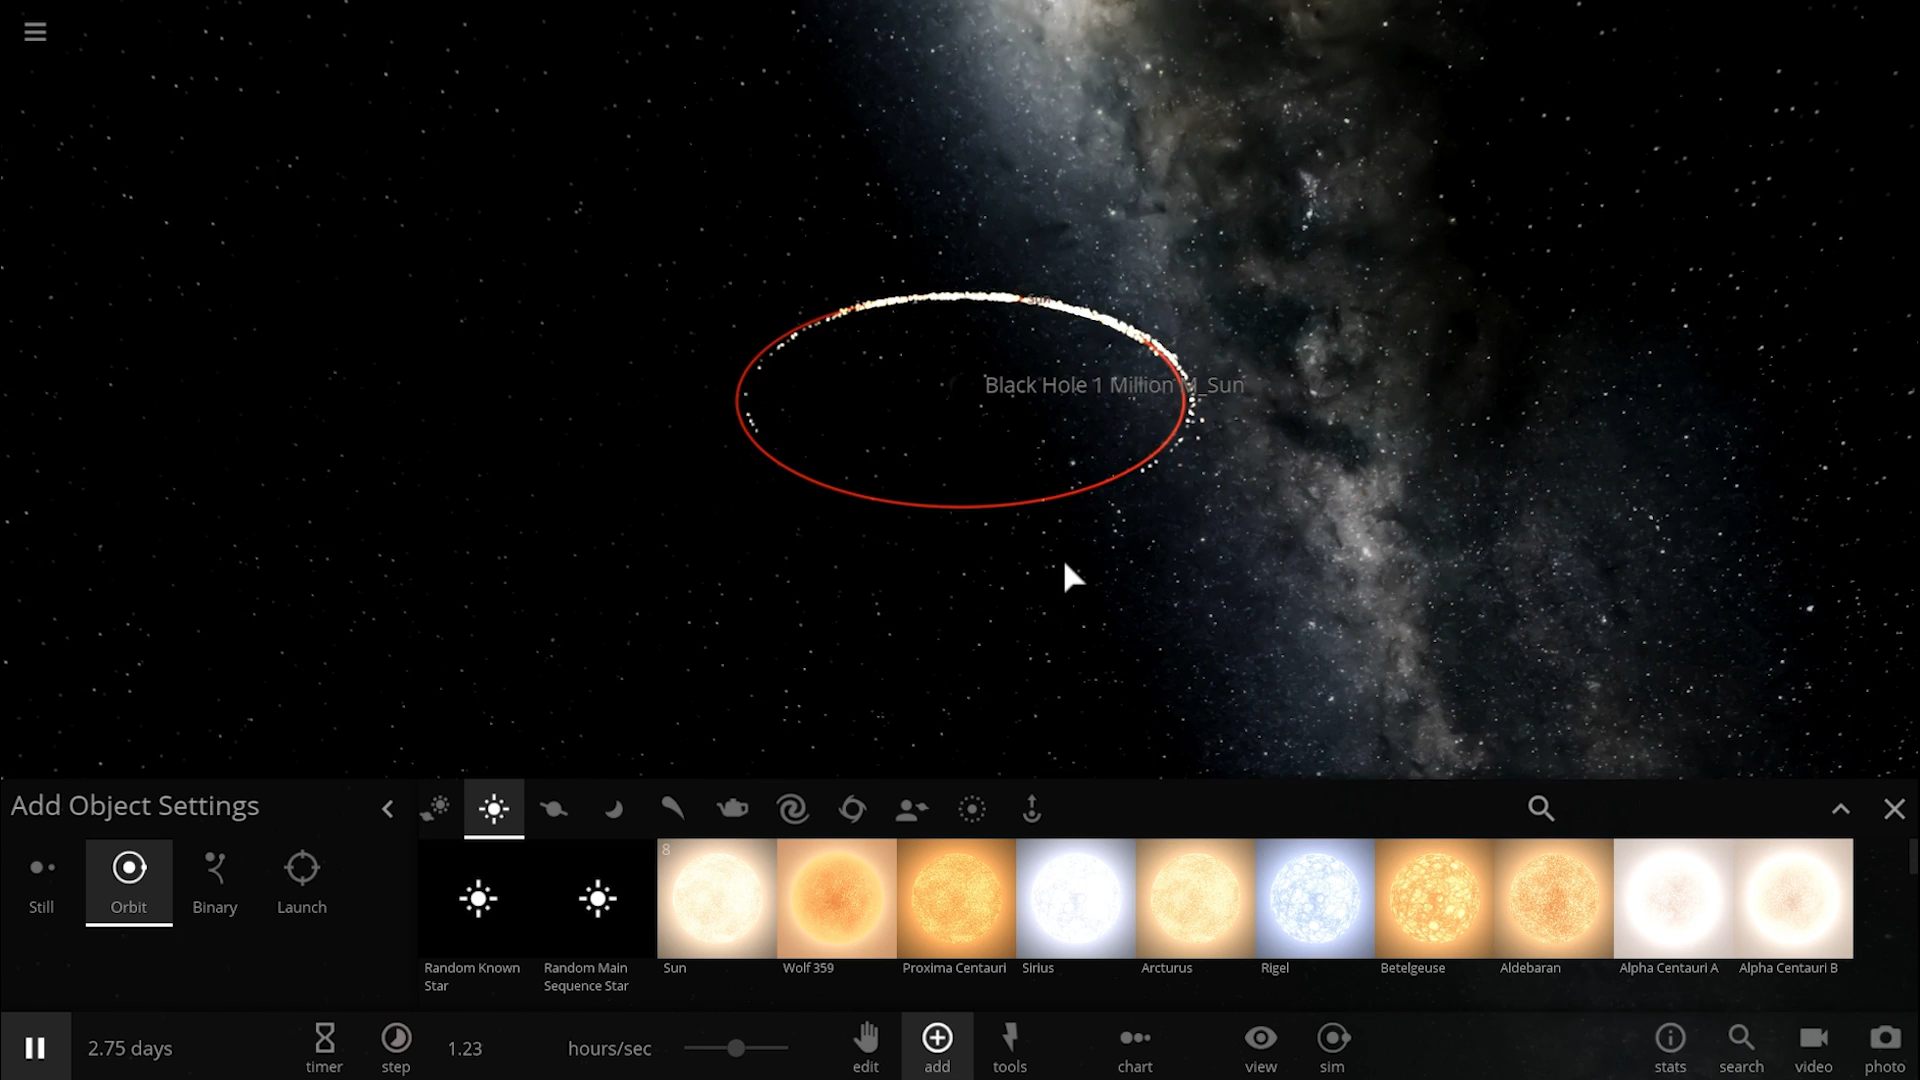 Sun
Black Hole 1 Million M_Sun
Add Object Settings
Still
Orbit
Binary
Launch
8
Random Known
Star
Random Main
Sequence Star
Sun
Wolf 359
Proxima Centauri
Sirius
Arcturus
Rigel
Betelgeuse
Aldebaran
Alpha Centauri A
Alpha Centauri B
2.75 days
timer
step
1.23
hours/sec
edit
add
tools
chart
view
sim
stats
search
video
photo